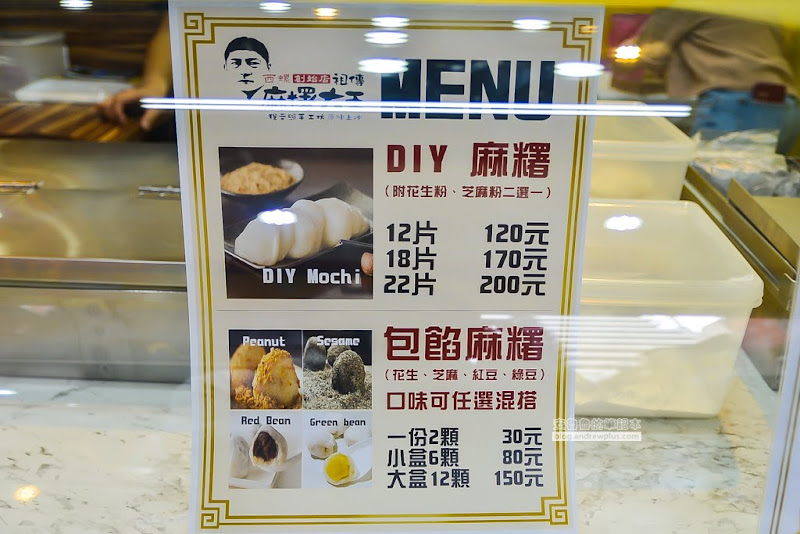 西螺創始店祖傳
麻糬大王
MENU
DIY 麻糬
(附花生粉、芝麻粉二選一)
12片 120元
18片 170元
22片 200元
DIY Mochi
包餡麻糬
(花生、芝麻、紅豆、綠豆)
口味可任選混搭
一份2顆 30元
小盒6顆 80元
大盒12顆 150元
Peanut
Sesame
Red Bean
Green bean
blog.andrewplus.com